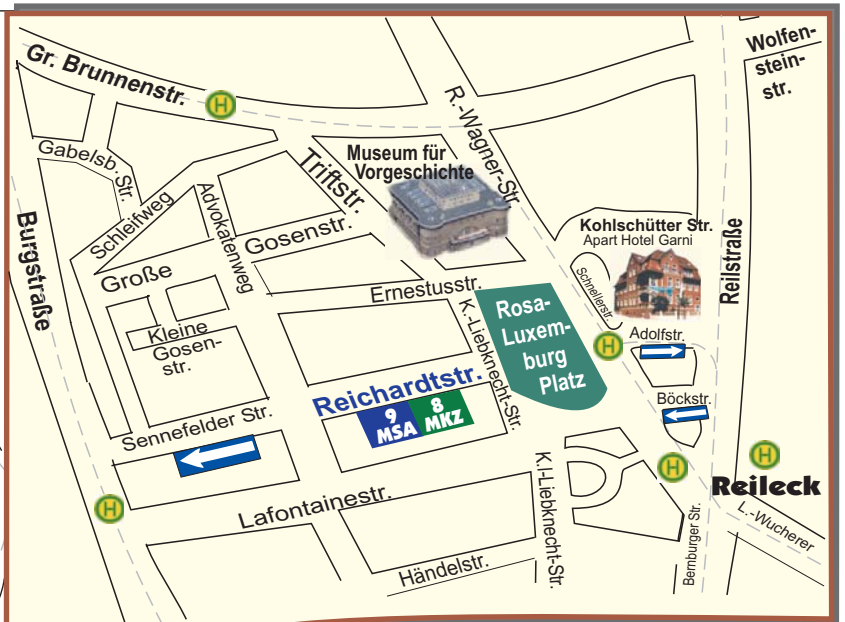 Gr. Brunnenstr.
H
Wolfen-
stein-
str.
R.-Wagner-Str.
Gabelsb.-
Str.
Triftstr.
Museum für
Vorgeschichte
Schleifweg
Advokatenweg
Gosenstr.
Große
Kohlschütter Str.
Apart Hotel Garni
Schnellerstr.
Reilstraße
Burgstraße
Ernestusstr.
K.-Liebknecht-Str.
Rosa-
Luxem-
burg
Platz
Kleine
Gosen-
str.
H
Adolfstr.
Reichardtstr.
9
MSA
8
MKZ
Böckstr.
Sennefelder Str.
H
H
H
Reileck
Lafontainestr.
K.l-Liebknecht-Str.
L.-Wucherer
Bernburger Str.
Händelstr.